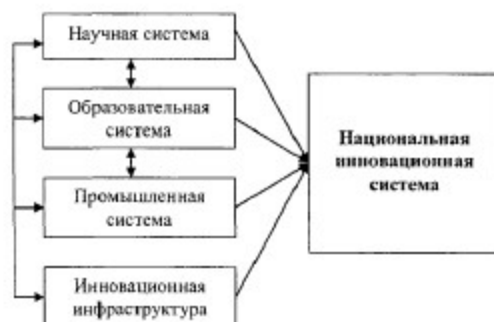 Научная система
Образовательная
система
Промышленная
система
Инновационная
инфраструктура
Национальная
инновационная
система